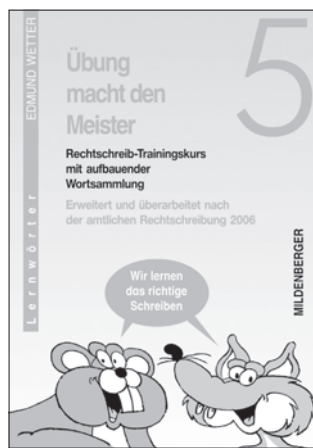 EDMUND WETTER
Lernwörter
5
Übung
macht den
Meister
Rechtschreib-Trainingskurs
mit aufbauender
Wortsammlung
Erweitert und überarbeitet nach
der amtlichen Rechtschreibung 2006
Wir lernen
das richtige
Schreiben
MILDENBERGER